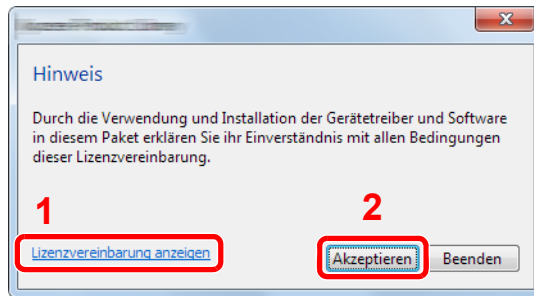 Hinweis
Durch die Verwendung und Installation der Gerätetreiber und Software
in diesem Paket erklären Sie ihr Einverständnis mit allen Bedingungen
dieser Lizenzvereinbarung.
1
2
Lizenzvereinbarung anzeigen
Akzeptieren
Beenden